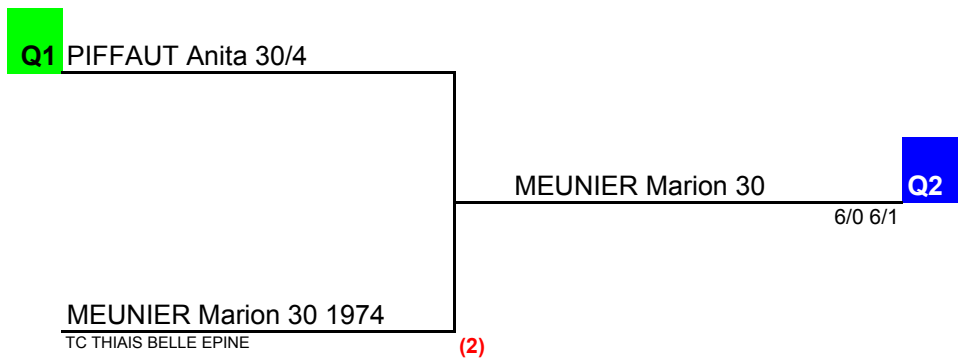 Q1 PIFFAUT Anita 30/4
MEUNIER Marion 30 Q2
6/0 6/1
MEUNIER Marion 30 1974
TC THIAIS BELLE EPINE
(2)